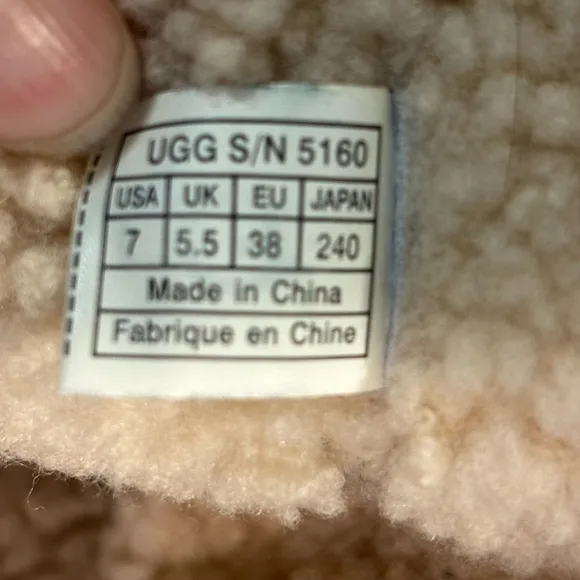 UGG S/N 5160
USA UK EU JAPAN
7 5.5 38 240
Made in China
Fabrique en Chine